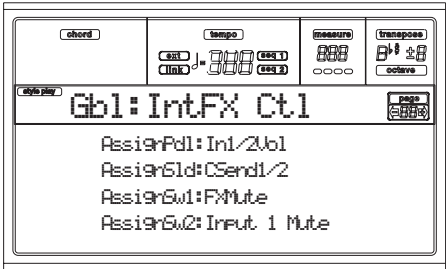 chord tempo measure transpose
ext seq 1
link seq 2
octave
style play Gbl:IntFX Ctl page
AssignPdl:In1/2Vol
AssignSld:CSend1/2
AssignSw1:FXMute
AssignSw2:Input 1 Mute